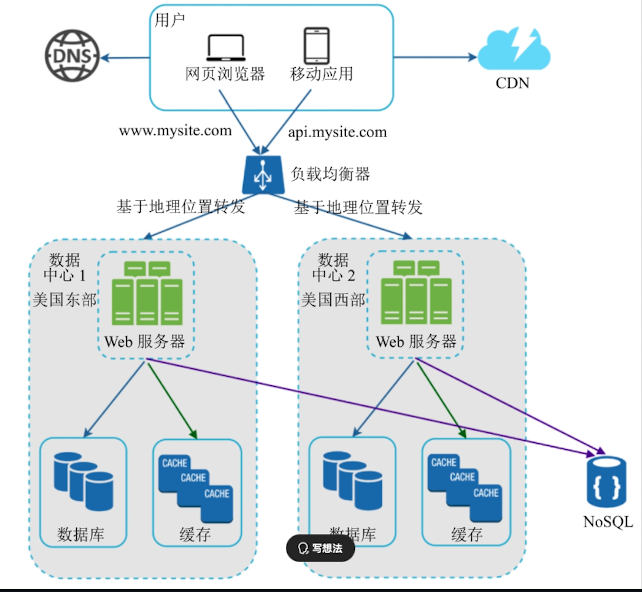 用户
DNS
网页浏览器
移动应用
CDN
www.mysite.com
api.mysite.com
负载均衡器
基于地理位置转发
基于地理位置转发
数据
中心 1
美国东部
Web 服务器
数据
中心 2
美国西部
Web 服务器
CACHE
CACHE
CACHE
数据库
缓存
CACHE
CACHE
CACHE
数据库
缓存
写想法
{ }
NoSQL